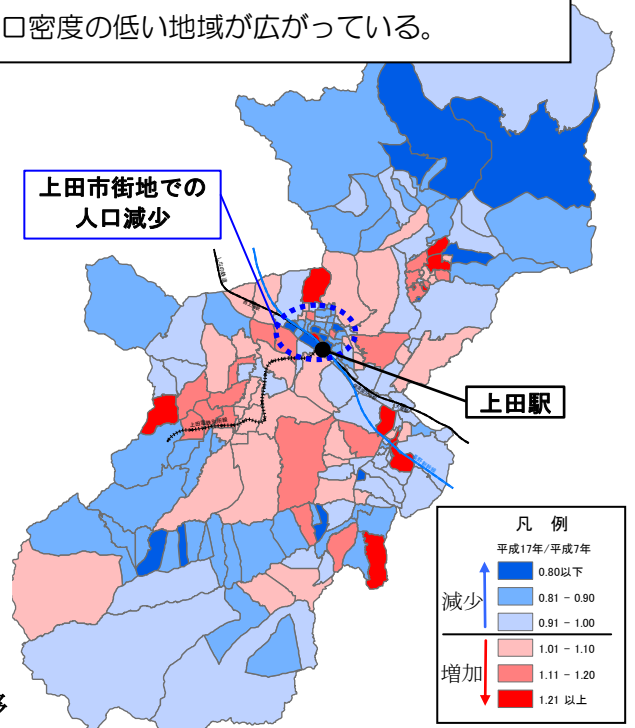 口密度の低い地域が広がっている。
上田市街地での
人口減少
上田駅
凡 例
平成17年/平成7年
減少
0.80以下
0.81 - 0.90
0.91 - 1.00
増加
1.01 - 1.10
1.11 - 1.20
1.21 以上